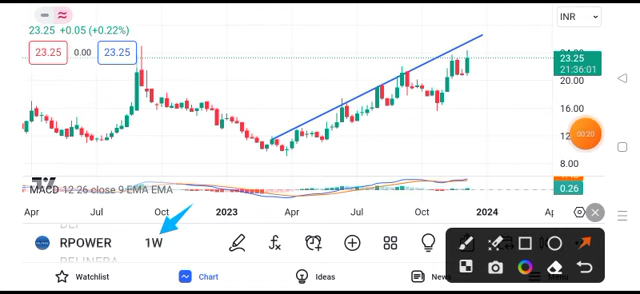 INR
23.25 +0.05 (+0.22%)
23.25
0.00
23.25
23.25
21:36:01
20.00
16.00
12
8.00
00:20
MACD 12 26 close 9 EMA EMA
0.26
Apr
Jul
Oct
2023
Apr
Jul
Oct
2024
RPOWER
1W
Watchlist
Chart
Ideas
News
Menu